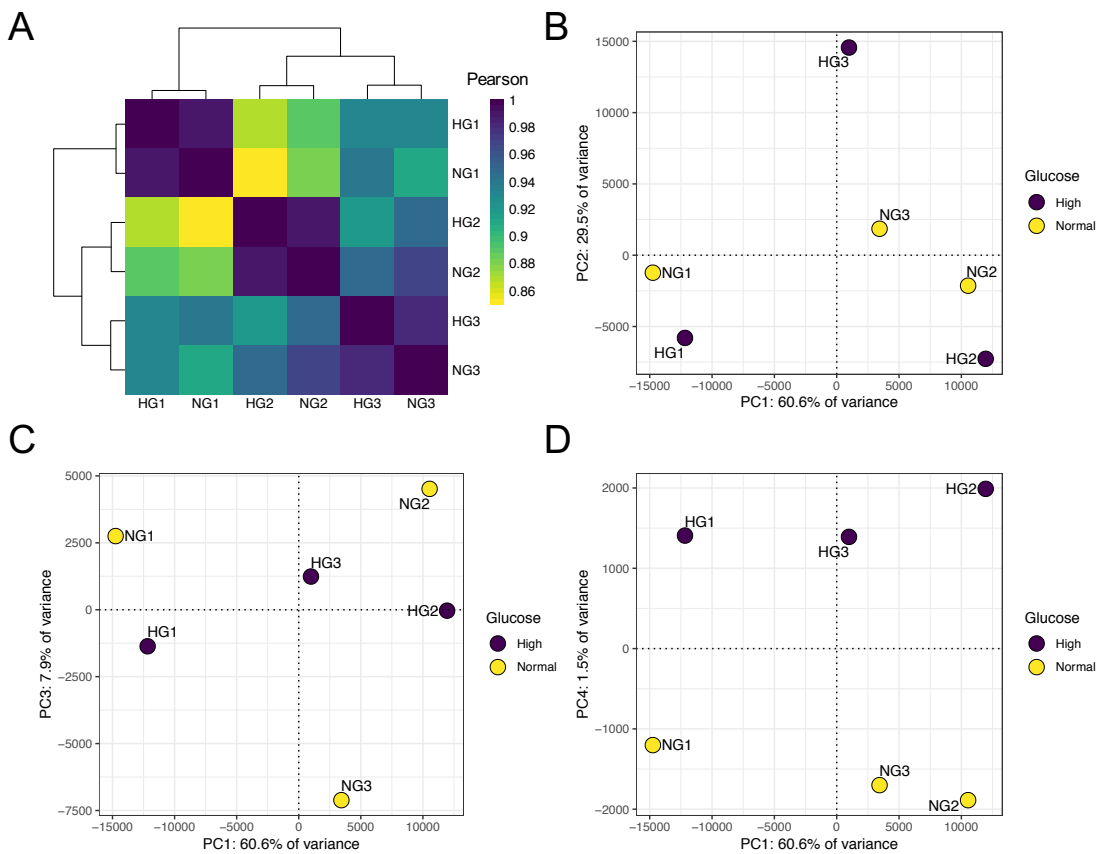 A
Pearson
1
0.98
0.96
0.94
0.92
0.9
0.88
0.86
HG1
NG1
HG2
NG2
HG3
NG3
HG1 NG1 HG2 NG2 HG3 NG3
B
15000
10000
5000
0
−5000
HG3
NG3
NG1
NG2
HG1
HG2
−15000 −10000 −5000 0 5000 10000
PC1: 60.6% of variance
PC2: 29.5% of variance
Glucose
High
Normal
C
5000
2500
0
−2500
−5000
−7500
NG2
NG1
HG3
HG2
HG1
NG3
−15000 −10000 −5000 0 5000 10000
PC1: 60.6% of variance
PC3: 7.9% of variance
Glucose
High
Normal
D
2000
1000
0
−1000
−2000
HG2
HG1
HG3
NG1
NG3
NG2
−15000 −10000 −5000 0 5000 10000
PC1: 60.6% of variance
PC4: 1.5% of variance
Glucose
High
Normal